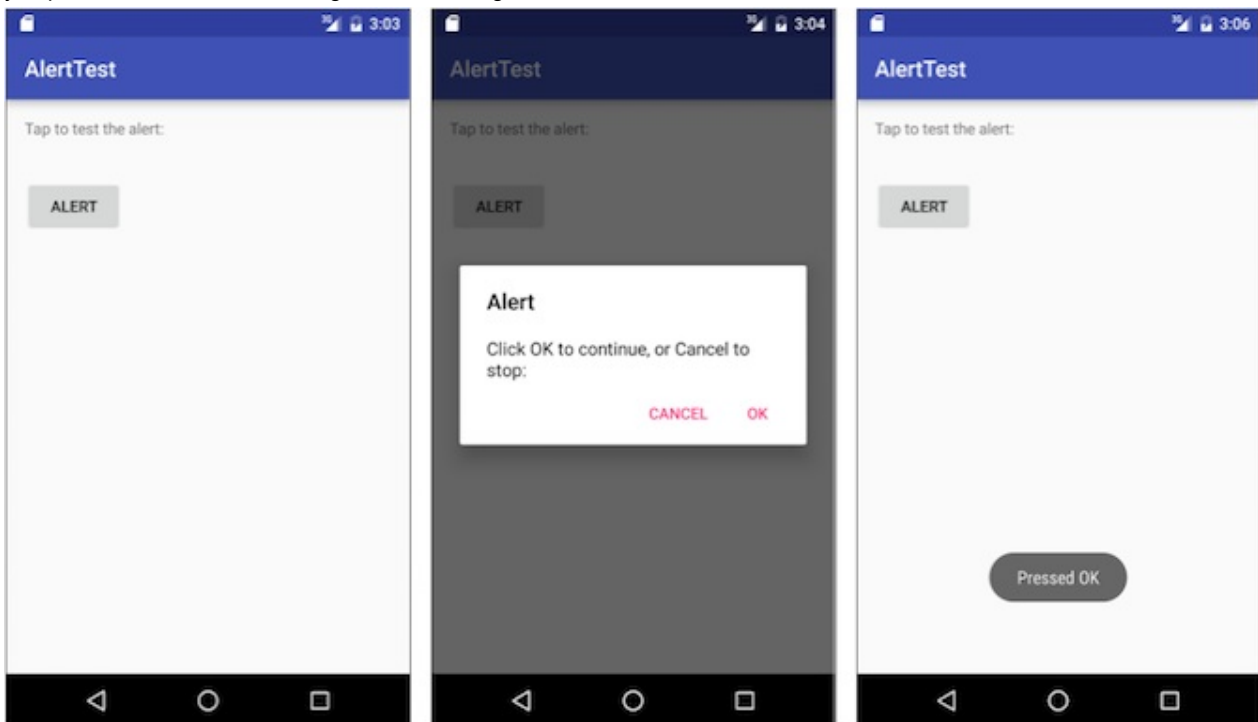 3:03
AlertTest
Tap to test the alert:
ALERT
3:04
AlertTest
Tap to test the alert:
ALERT
Alert
Click OK to continue, or Cancel to
stop:
CANCEL OK
3:06
AlertTest
Tap to test the alert:
ALERT
Pressed OK